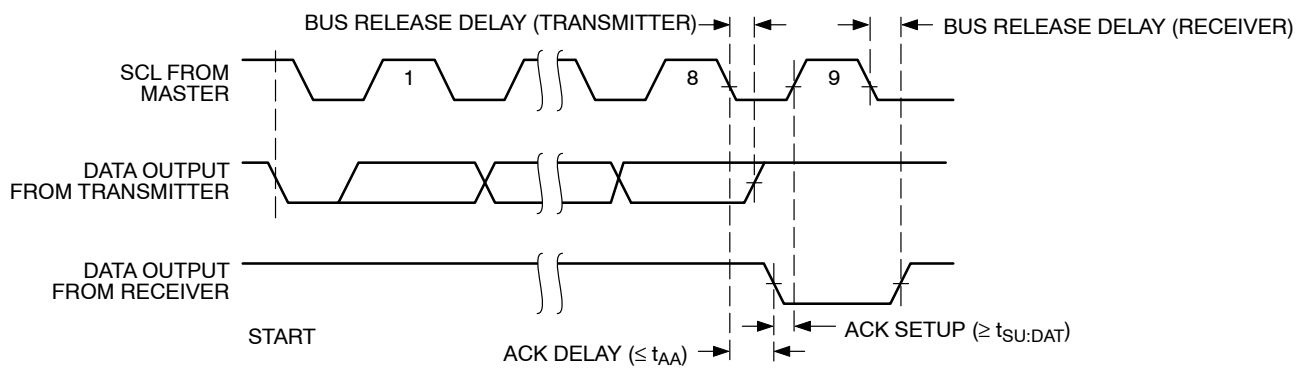 BUS RELEASE DELAY (TRANSMITTER)
BUS RELEASE DELAY (RECEIVER)
SCL FROM
MASTER
1
8
9
DATA OUTPUT
FROM TRANSMITTER
DATA OUTPUT
FROM RECEIVER
START
ACK SETUP (≥ tSU:DAT)
ACK DELAY (≤ tAA)